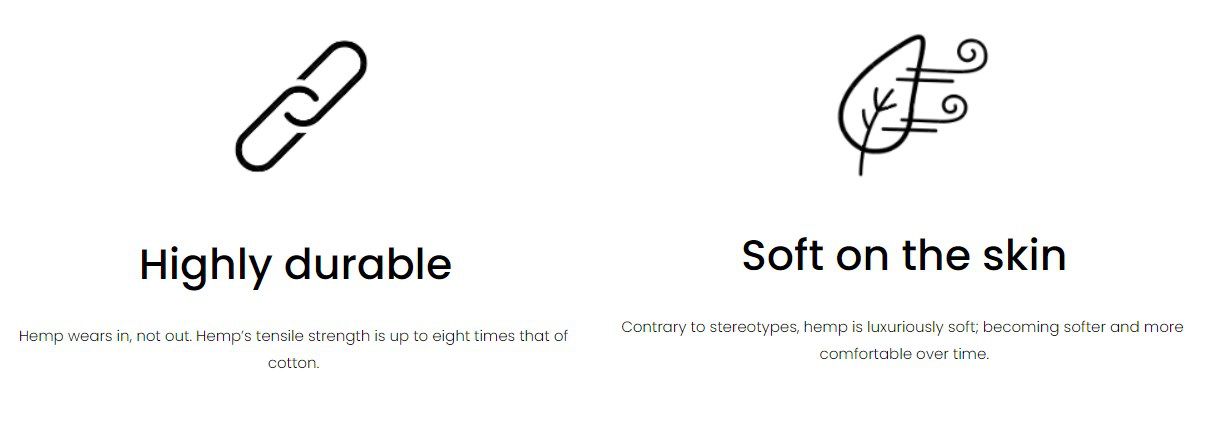 Highly durable
Hemp wears in, not out. Hemp’s tensile strength is up to eight times that of
cotton.
Soft on the skin
Contrary to stereotypes, hemp is luxuriously soft; becoming softer and more
comfortable over time.